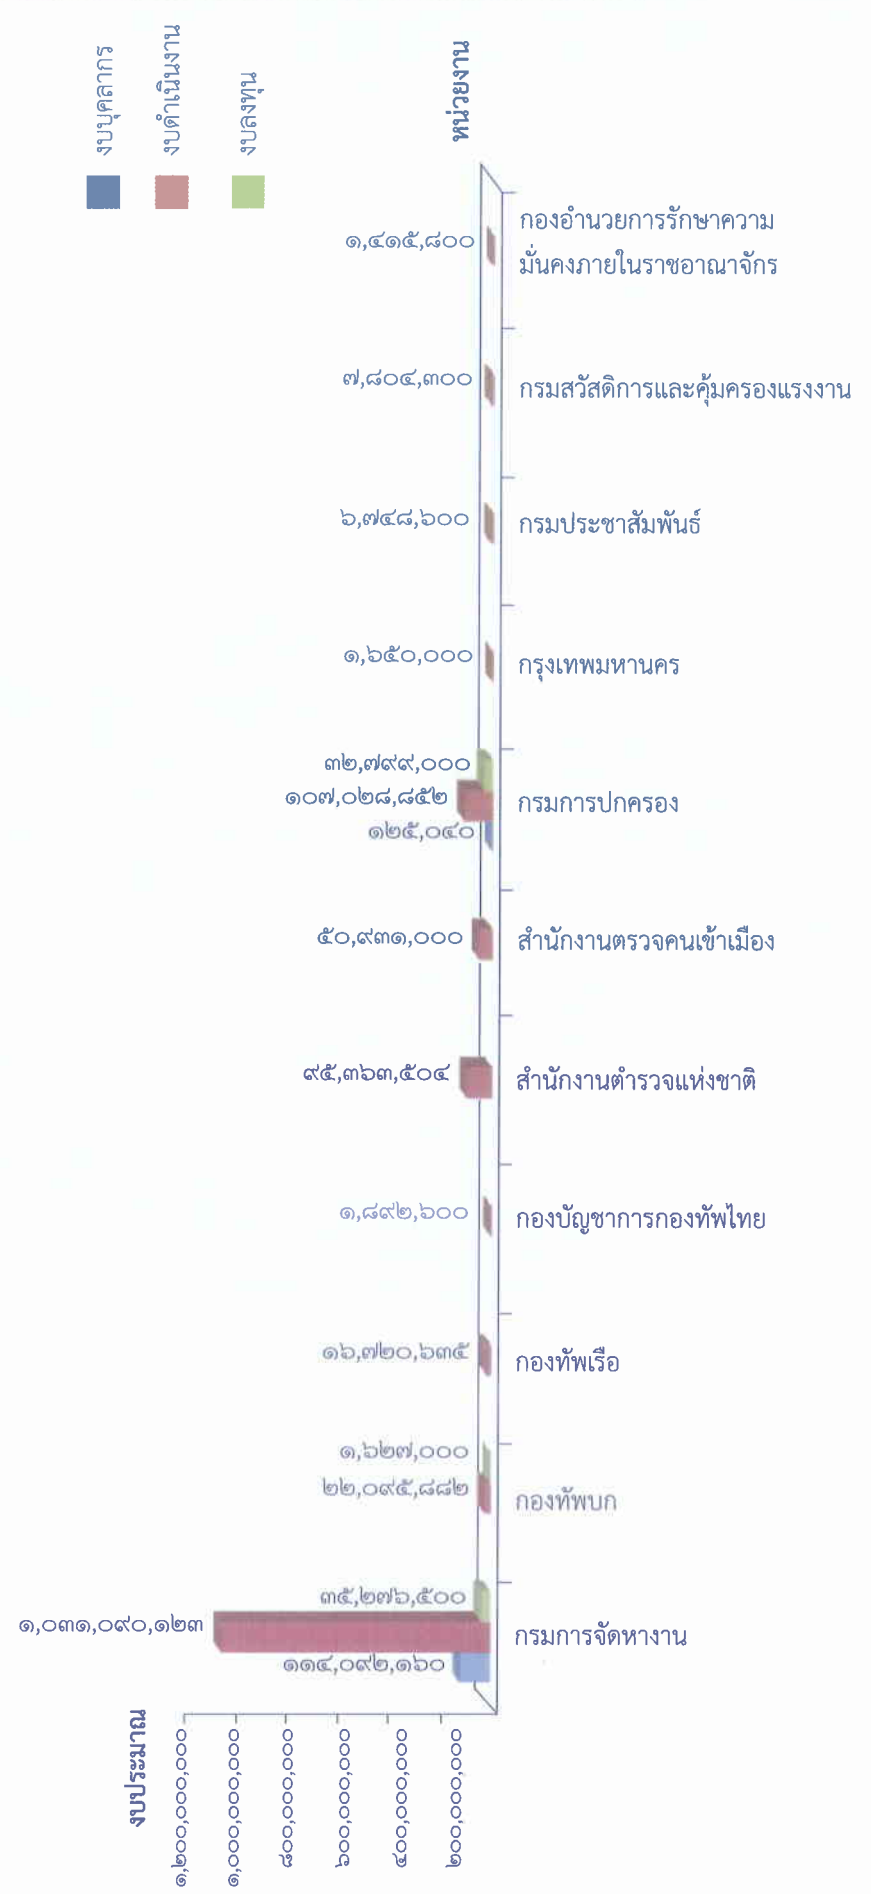 งบบุคลากร
งบดำเนินงาน
งบลงทุน
หน่วยงาน
๑,๔๑๕,๘๐๐
กองอำนวยการรักษาความ
มั่นคงภายในราชอาณาจักร
๗,๘๐๔,๓๐๐
กรมสวัสดิการและคุ้มครองแรงงาน
๖,๗๔๘,๖๐๐
กรมประชาสัมพันธ์
๑,๖๕๐,๐๐๐
กรุงเทพมหานคร
๓๒,๗๙๙,๐๐๐
๑๐๗,๐๒๘,๘๕๒
๑๒๕,๐๔๐
กรมการปกครอง
๕๐,๙๓๑,๐๐๐
สำนักงานตรวจคนเข้าเมือง
๙๕,๓๖๓,๕๐๔
สำนักงานตำรวจแห่งชาติ
๑,๘๙๒,๖๐๐
กองบัญชาการกองทัพไทย
๑๖,๗๒๐,๖๓๕
กองทัพเรือ
๑,๖๒๗,๐๐๐
๒๒,๐๙๕,๘๘๒
กองทัพบก
๓๕,๒๗๖,๕๐๐
๑,๐๓๑,๐๙๐,๑๒๓
๑๑๔,๐๙๒,๑๖๐
กรมการจัดหางาน
งบประมาณ
๑,๒๐๐,๐๐๐,๐๐๐
๑,๐๐๐,๐๐๐,๐๐๐
๘๐๐,๐๐๐,๐๐๐
๖๐๐,๐๐๐,๐๐๐
๔๐๐,๐๐๐,๐๐๐
๒๐๐,๐๐๐,๐๐๐